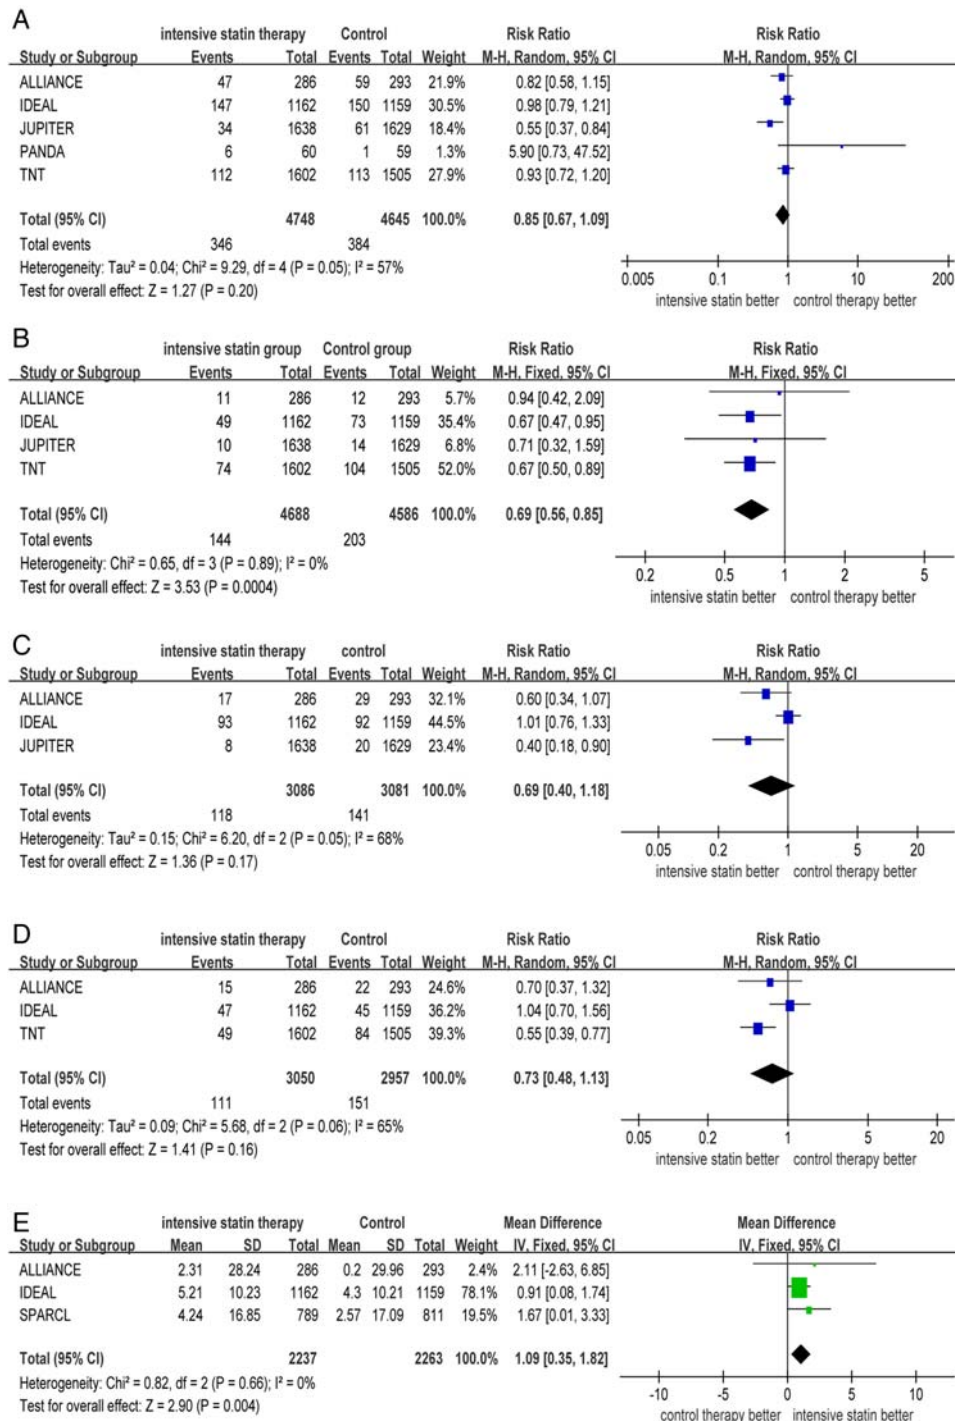 A
intensive statin therapy Control Risk Ratio Risk Ratio
Study or Subgroup Events Total Events Total Weight M-H, Random, 95% CI M-H, Random, 95% CI
ALLIANCE 47 286 59 293 21.9% 0.82 [0.58, 1.15]
IDEAL 147 1162 150 1159 30.5% 0.98 [0.79, 1.21]
JUPITER 34 1638 61 1629 18.4% 0.55 [0.37, 0.84]
PANDA 6 60 1 59 1.3% 5.90 [0.73, 47.52]
TNT 112 1602 113 1505 27.9% 0.93 [0.72, 1.20]
Total (95% CI) 4748 4645 100.0% 0.85 [0.67, 1.09]
Total events 346 384
Heterogeneity: Tau² = 0.04; Chi² = 9.29, df = 4 (P = 0.05); I² = 57%
Test for overall effect: Z = 1.27 (P = 0.20)
0.005 0.1 1 10 200
intensive statin better control therapy better
B
intensive statin group Control group Risk Ratio Risk Ratio
Study or Subgroup Events Total Events Total Weight M-H, Fixed, 95% CI M-H, Fixed, 95% CI
ALLIANCE 11 286 12 293 5.7% 0.94 [0.42, 2.09]
IDEAL 49 1162 73 1159 35.4% 0.67 [0.47, 0.95]
JUPITER 10 1638 14 1629 6.8% 0.71 [0.32, 1.59]
TNT 74 1602 104 1505 52.0% 0.67 [0.50, 0.89]
Total (95% CI) 4688 4586 100.0% 0.69 [0.56, 0.85]
Total events 144 203
Heterogeneity: Chi² = 0.65, df = 3 (P = 0.89); I² = 0%
Test for overall effect: Z = 3.53 (P = 0.0004)
0.2 0.5 1 2 5
intensive statin better control therapy better
C
intensive statin therapy control Risk Ratio Risk Ratio
Study or Subgroup Events Total Events Total Weight M-H, Random, 95% CI M-H, Random, 95% CI
ALLIANCE 17 286 29 293 32.1% 0.60 [0.34, 1.07]
IDEAL 93 1162 92 1159 44.5% 1.01 [0.76, 1.33]
JUPITER 8 1638 20 1629 23.4% 0.40 [0.18, 0.90]
Total (95% CI) 3086 3081 100.0% 0.69 [0.40, 1.18]
Total events 118 141
Heterogeneity: Tau² = 0.15; Chi² = 6.20, df = 2 (P = 0.05); I² = 68%
Test for overall effect: Z = 1.36 (P = 0.17)
0.05 0.2 1 5 20
intensive statin better control therapy better
D
intensive statin therapy Control Risk Ratio Risk Ratio
Study or Subgroup Events Total Events Total Weight M-H, Random, 95% CI M-H, Random, 95% CI
ALLIANCE 15 286 22 293 24.6% 0.70 [0.37, 1.32]
IDEAL 47 1162 45 1159 36.2% 1.04 [0.70, 1.56]
TNT 49 1602 84 1505 39.3% 0.55 [0.39, 0.77]
Total (95% CI) 3050 2957 100.0% 0.73 [0.48, 1.13]
Total events 111 151
Heterogeneity: Tau² = 0.09; Chi² = 5.68, df = 2 (P = 0.06); I² = 65%
Test for overall effect: Z = 1.41 (P = 0.16)
0.05 0.2 1 5 20
intensive statin better control therapy better
E
intensive statin therapy Control Mean Difference Mean Difference
Study or Subgroup Mean SD Total Mean SD Total Weight IV, Fixed, 95% CI IV, Fixed, 95% CI
ALLIANCE 2.31 28.24 286 0.2 29.96 293 2.4% 2.11 [-2.63, 6.85]
IDEAL 5.21 10.23 1162 4.3 10.21 1159 78.1% 0.91 [0.08, 1.74]
SPARCL 4.24 16.85 789 2.57 17.09 811 19.5% 1.67 [0.01, 3.33]
Total (95% CI) 2237 2263 100.0% 1.09 [0.35, 1.82]
Heterogeneity: Chi² = 0.82, df = 2 (P = 0.66); I² = 0%
Test for overall effect: Z = 2.90 (P = 0.004)
-10 -5 0 5 10
control therapy better intensive statin better